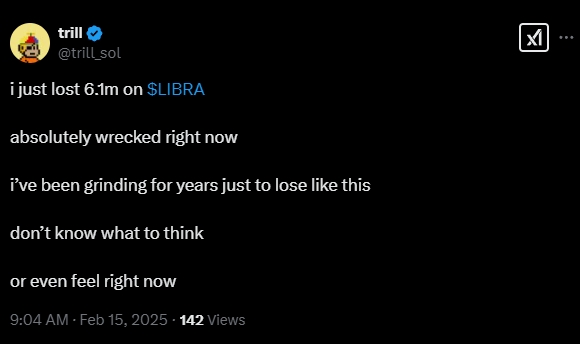 trill
@trill_sol
i just lost 6.1m on $LIBRA
absolutely wrecked right now
i've been grinding for years just to lose like this
don't know what to think
or even feel right now
9:04 AM · Feb 15, 2025 · 142 Views